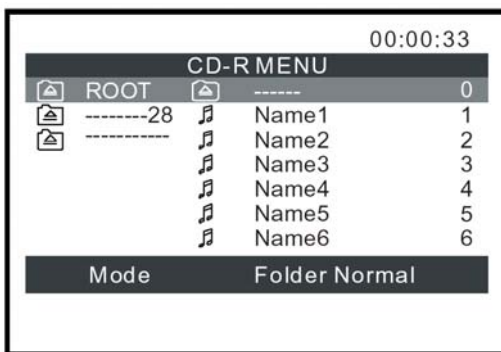 00:00:33
CD-R MENU
ROOT ------ 0
--------28 Name1 1
----------- Name2 2
Name3 3
Name4 4
Name5 5
Name6 6
Mode Folder Normal